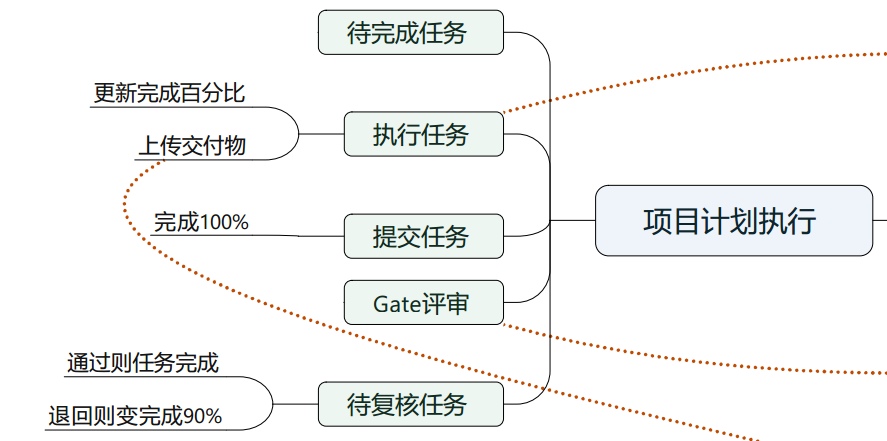 待完成任务
更新完成百分比
执行任务
上传交付物
项目计划执行
完成100%
提交任务
Gate评审
通过则任务完成
待复核任务
退回则变完成90%